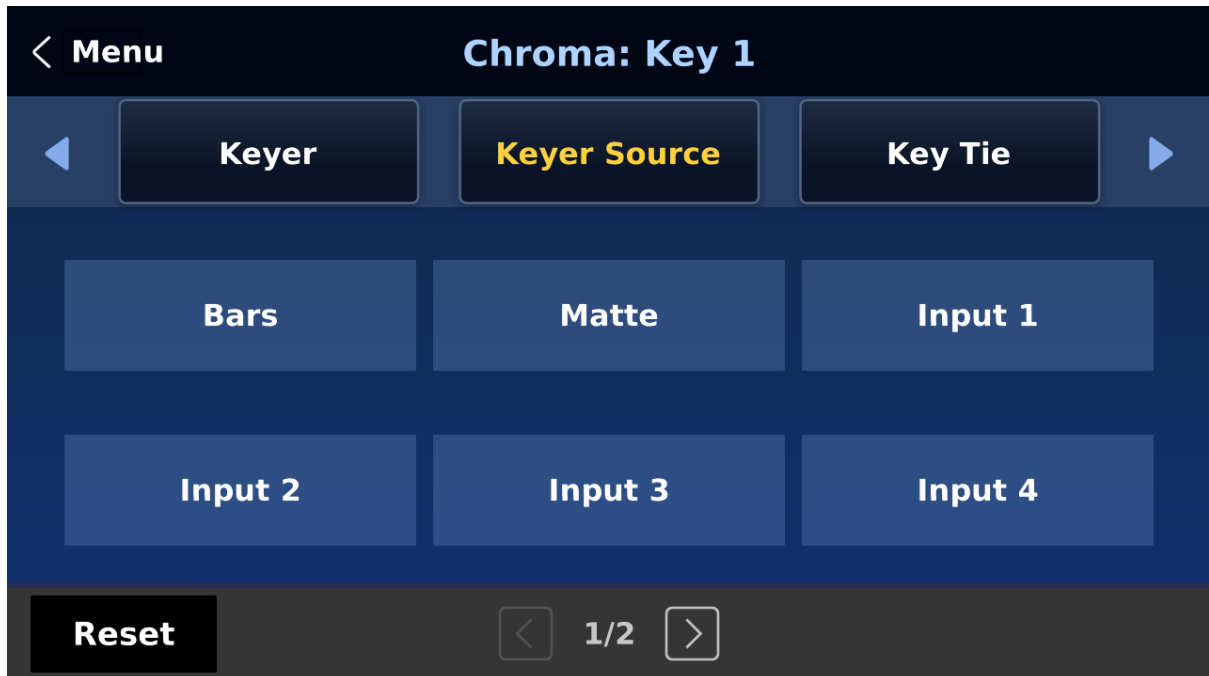 Menu
Chroma: Key 1
Keyer
Keyer Source
Key Tie
Bars
Matte
Input 1
Input 2
Input 3
Input 4
Reset
1/2